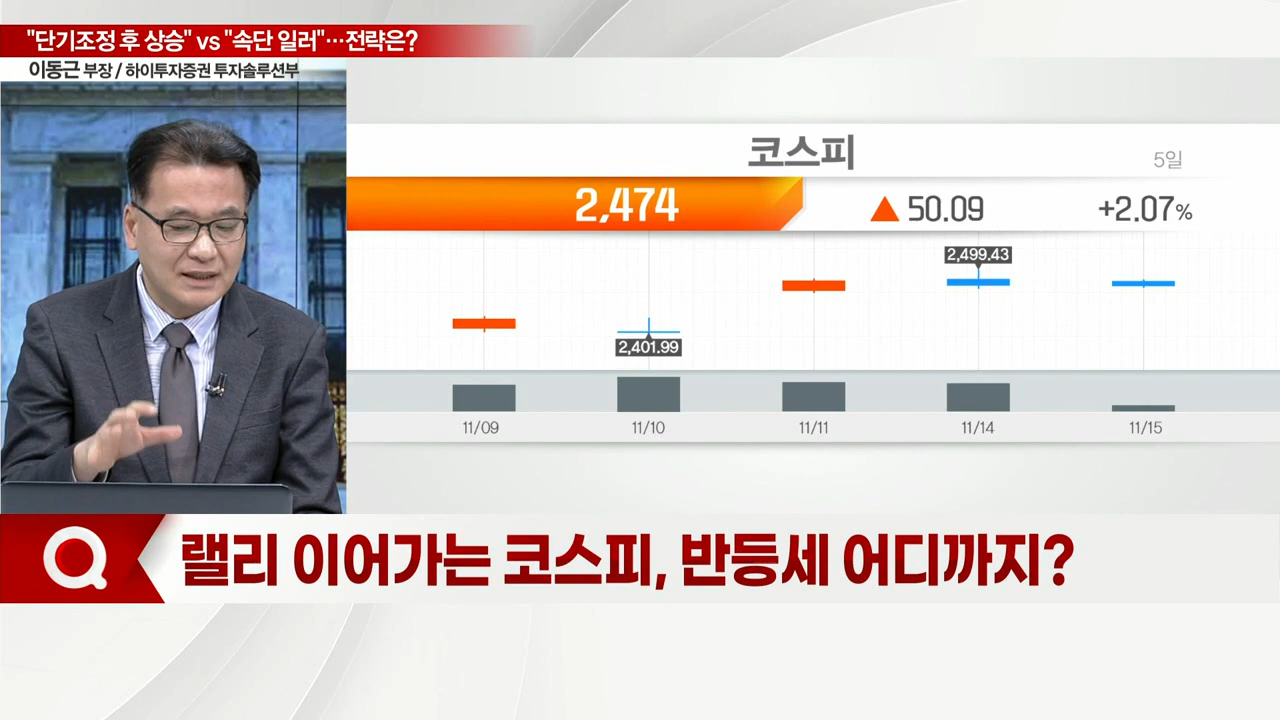 "단기조정 후 상승" vs "속단 일러"…전략은?
이동근 부장 / 하이투자증권 투자솔루션부
코스피
5일
2,474 ▲ 50.09 +2.07%
2,499.43
2,401.99
11/09 11/10 11/11 11/14 11/15
Q 랠리 이어가는 코스피, 반등세 어디까지?